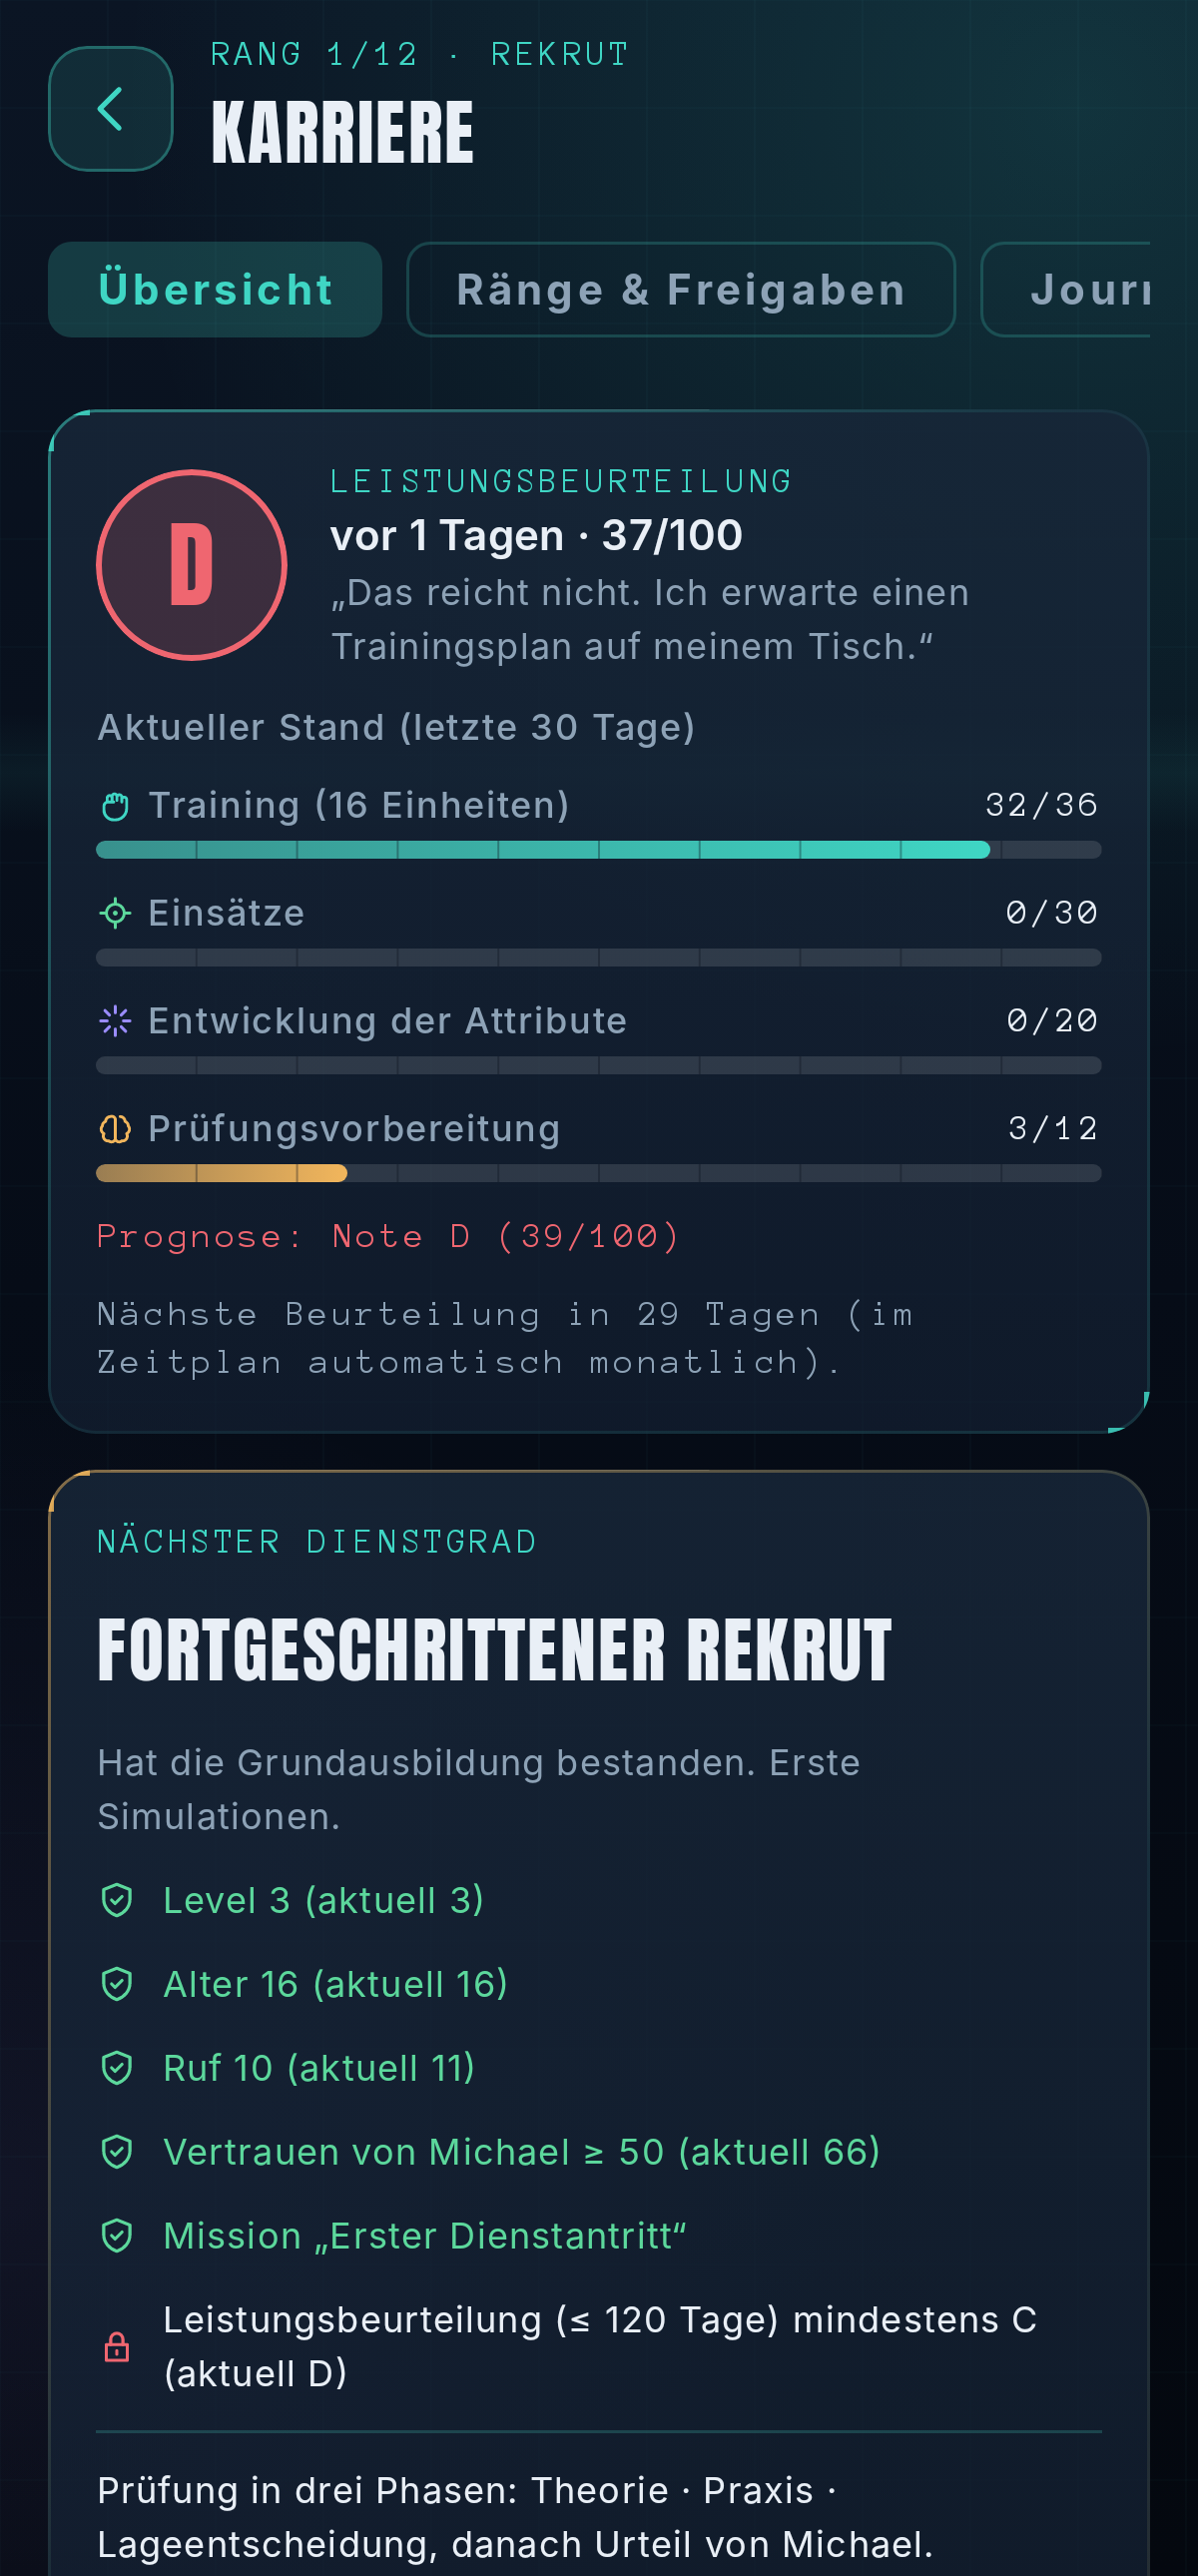 RANG 1/12 · REKRUT
KARRIERE
Übersicht
Ränge & Freigaben
Jour
LEISTUNGSBEURTEILUNG
D
vor 1 Tagen · 37/100
„Das reicht nicht. Ich erwarte einen
Trainingsplan auf meinem Tisch.“
Aktueller Stand (letzte 30 Tage)
Training (16 Einheiten) 32/36
Einsätze 0/30
Entwicklung der Attribute 0/20
Prüfungsvorbereitung 3/12
Prognose: Note D (39/100)
Nächste Beurteilung in 29 Tagen (im
Zeitplan automatisch monatlich).
NÄCHSTER DIENSTGRAD
FORTGESCHRITTENER REKRUT
Hat die Grundausbildung bestanden. Erste
Simulationen.
Level 3 (aktuell 3)
Alter 16 (aktuell 16)
Ruf 10 (aktuell 11)
Vertrauen von Michael ≥ 50 (aktuell 66)
Mission „Erster Dienstantritt“
Leistungsbeurteilung (≤ 120 Tage) mindestens C
(aktuell D)
Prüfung in drei Phasen: Theorie · Praxis ·
Lageentscheidung, danach Urteil von Michael.